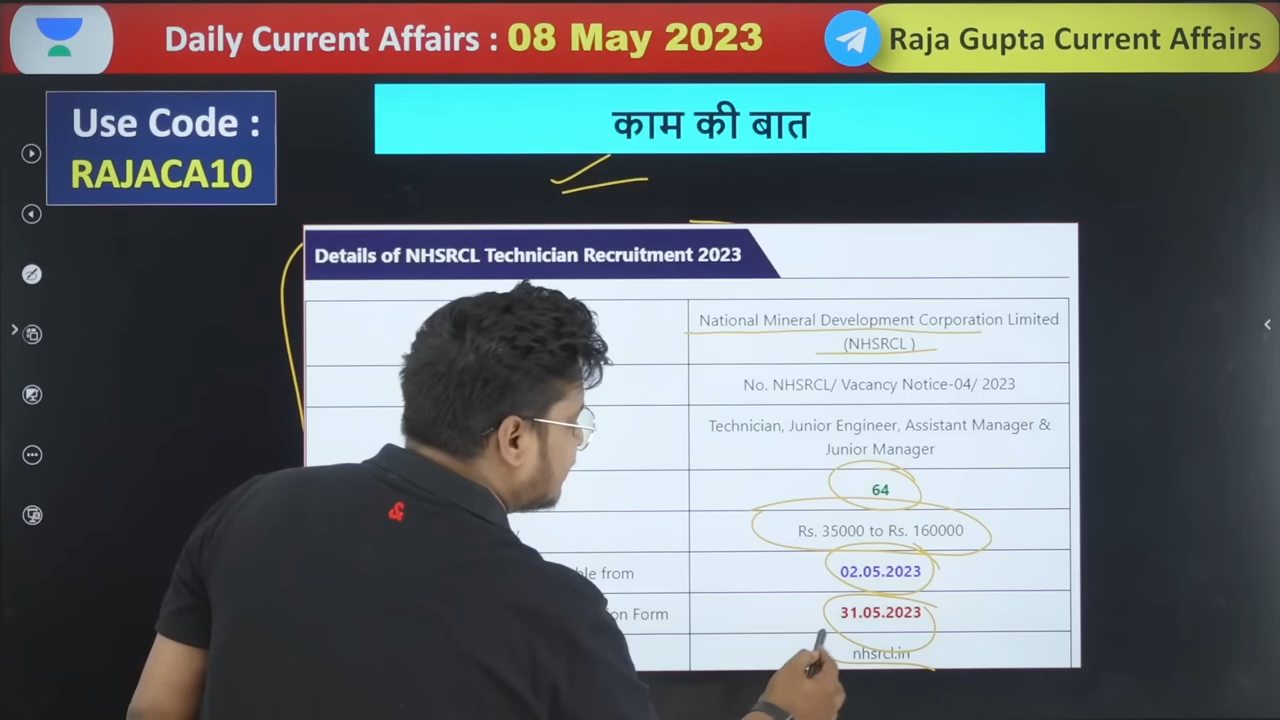 Daily Current Affairs : 08 May 2023
Raja Gupta Current Affairs
Use Code :
RAJACA10
काम की बात
Details of NHSRCL Technician Recruitment 2023
National Mineral Development Corporation Limited
(NHSRCL )
No. NHSRCL/ Vacancy Notice-04/ 2023
Technician, Junior Engineer, Assistant Manager &
Junior Manager
64
Rs. 35000 to Rs. 160000
from
02.05.2023
Form
31.05.2023
nhsrcl.in